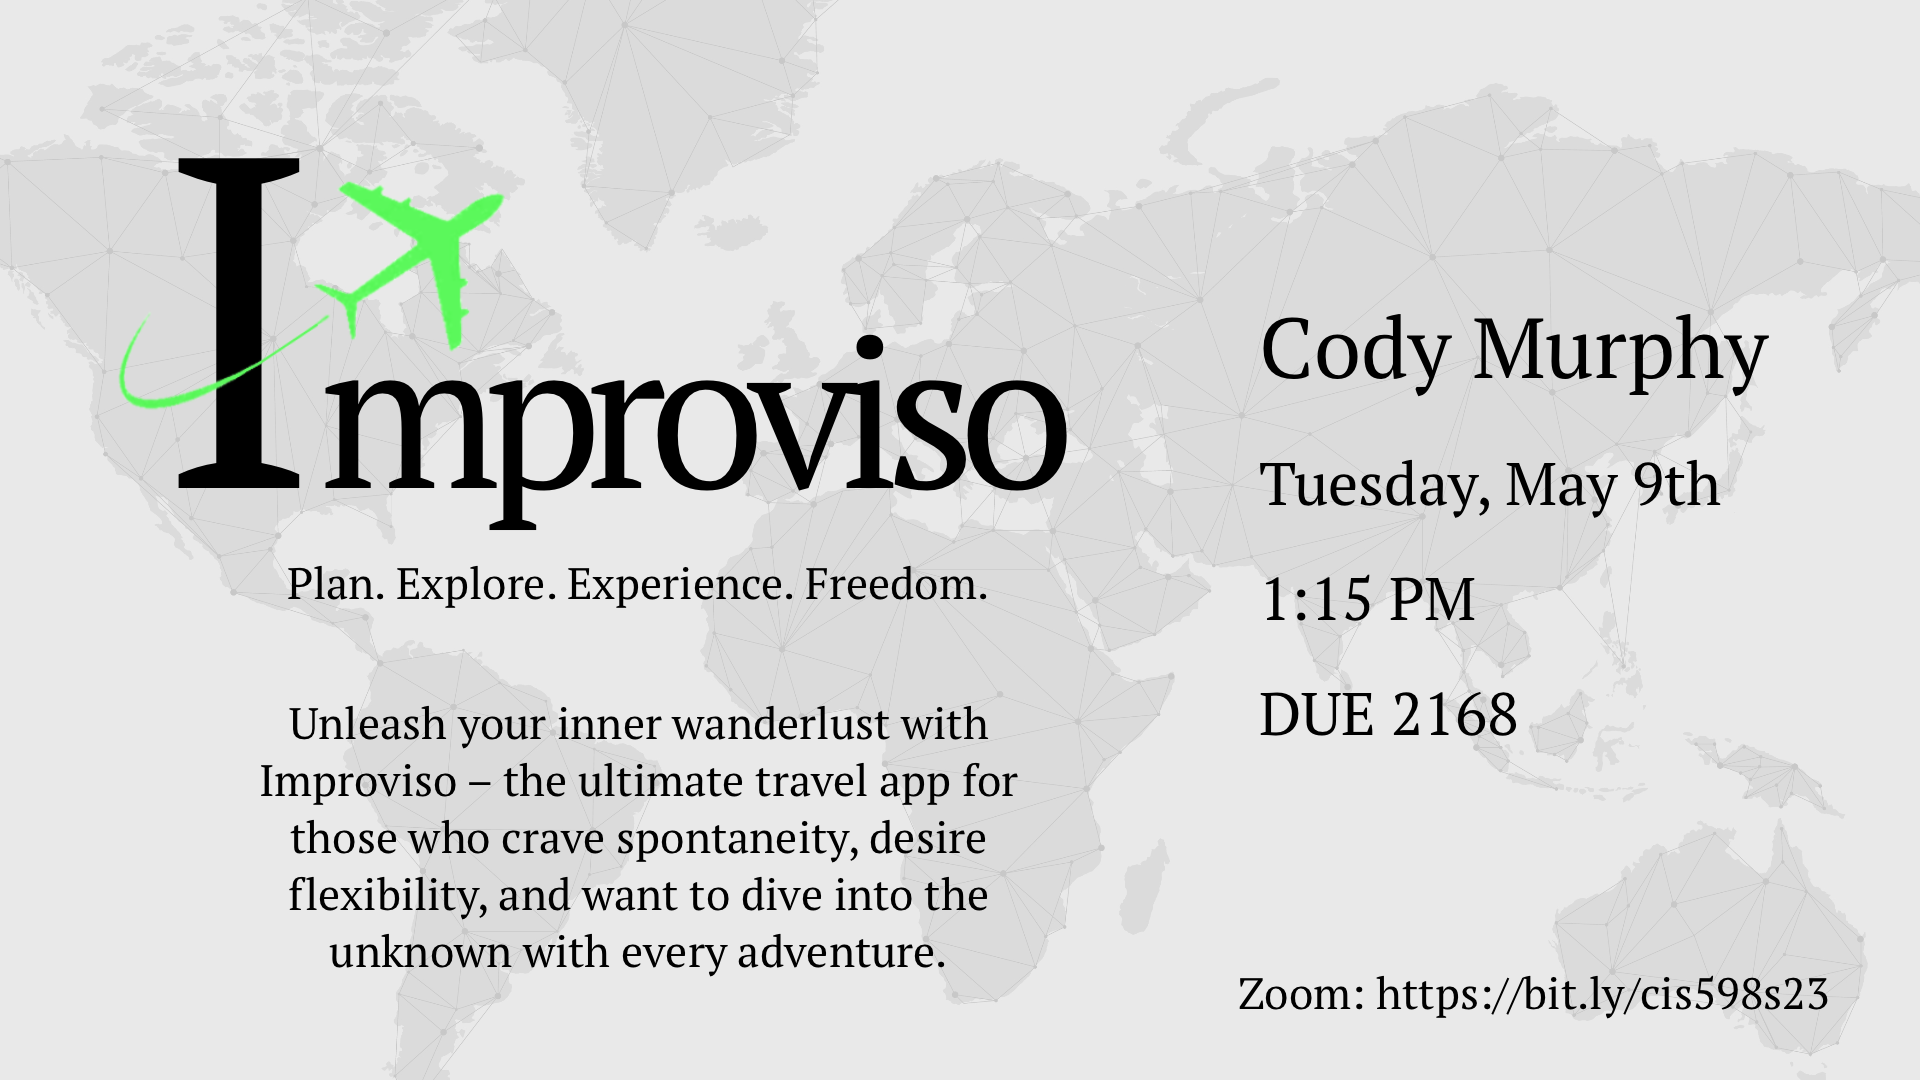 Improviso
Plan. Explore. Experience. Freedom.
Unleash your inner wanderlust with
Improviso – the ultimate travel app for
those who crave spontaneity, desire
flexibility, and want to dive into the
unknown with every adventure.
Cody Murphy
Tuesday, May 9th
1:15 PM
DUE 2168
Zoom: https://bit.ly/cis598s23